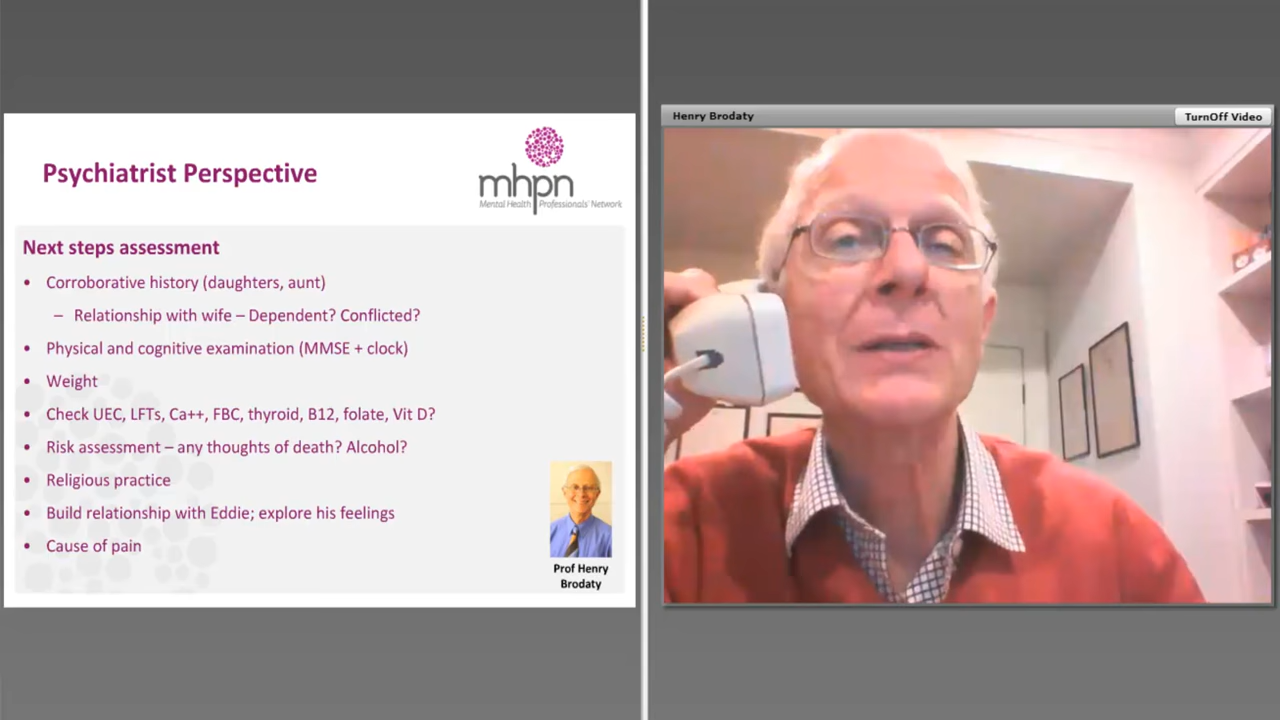 Psychiatrist Perspective
mhpn
Mental Health Professionals' Network
Next steps assessment
• Corroborative history (daughters, aunt)
– Relationship with wife – Dependent? Conflicted?
• Physical and cognitive examination (MMSE + clock)
• Weight
• Check UEC, LFTs, Ca++, FBC, thyroid, B12, folate, Vit D?
• Risk assessment – any thoughts of death? Alcohol?
• Religious practice
• Build relationship with Eddie; explore his feelings
• Cause of pain
Prof Henry
Brodaty
Henry Brodaty
TurnOff Video